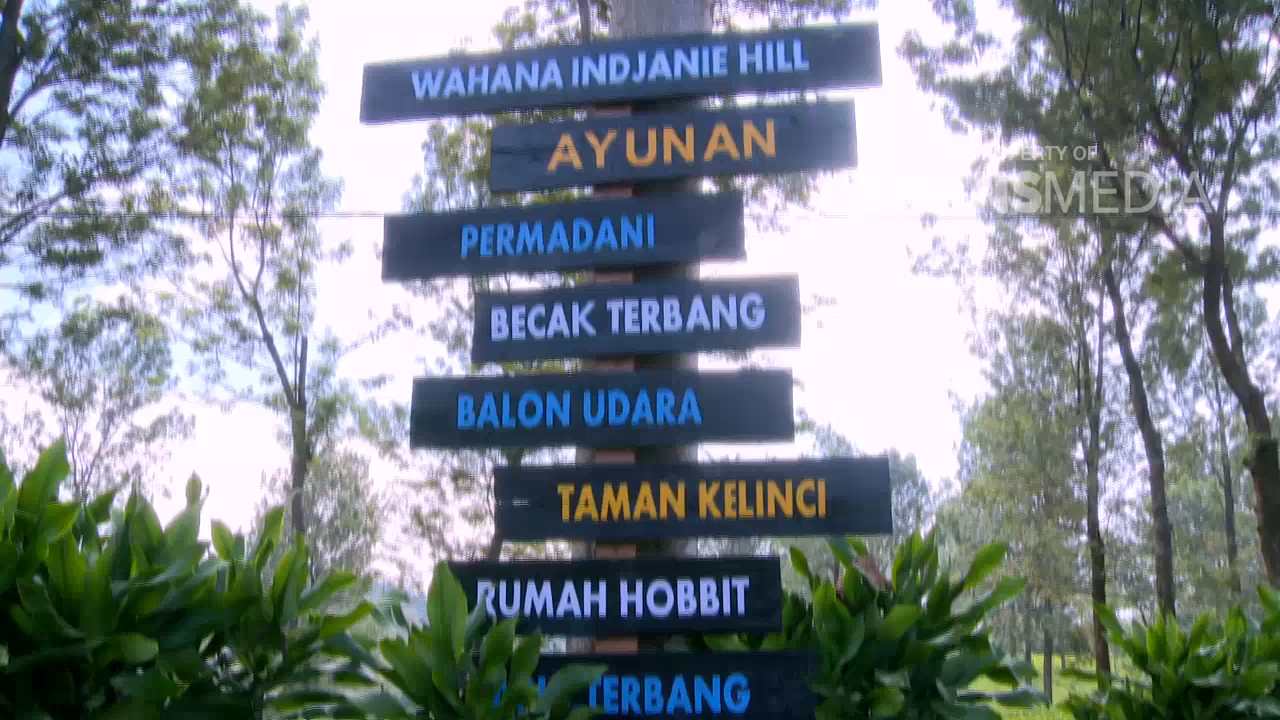 WAHANA INDJANIE HILL
AYUNAN
PERMADANI
BECAK TERBANG
BALON UDARA
TAMAN KELINCI
RUMAH HOBBIT
TERBANG